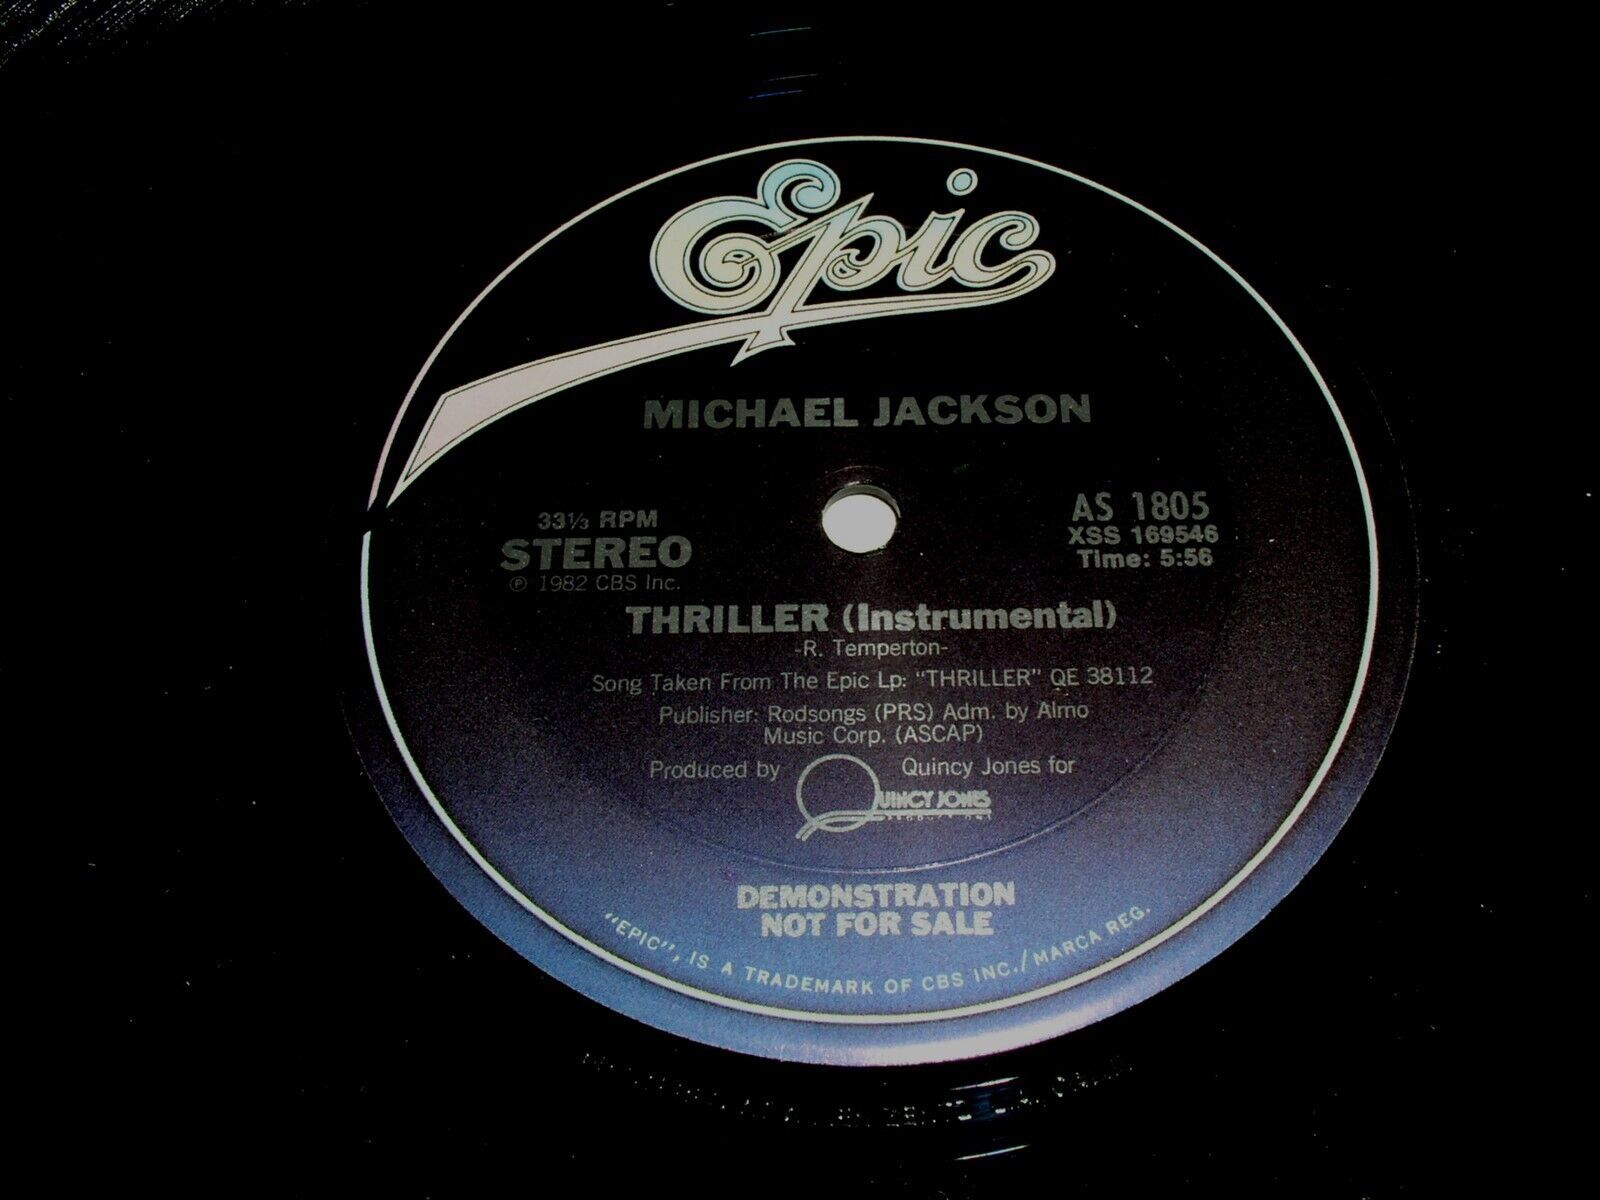 Epic
MICHAEL JACKSON
33⅓ RPM
STEREO
℗ 1982 CBS Inc.
AS 1805
XSS 169546
Time: 5:56
THRILLER (Instrumental)
-R. Temperton-
Song Taken From The Epic Lp: "THRILLER" QE 38112
Publisher: Rodsongs (PRS) Adm. by Almo
Music Corp. (ASCAP)
Produced by Quincy Jones for
QUINCY JONES
PRODUCTIONS
DEMONSTRATION
NOT FOR SALE
"EPIC", IS A TRADEMARK OF CBS INC./MARCA REG.